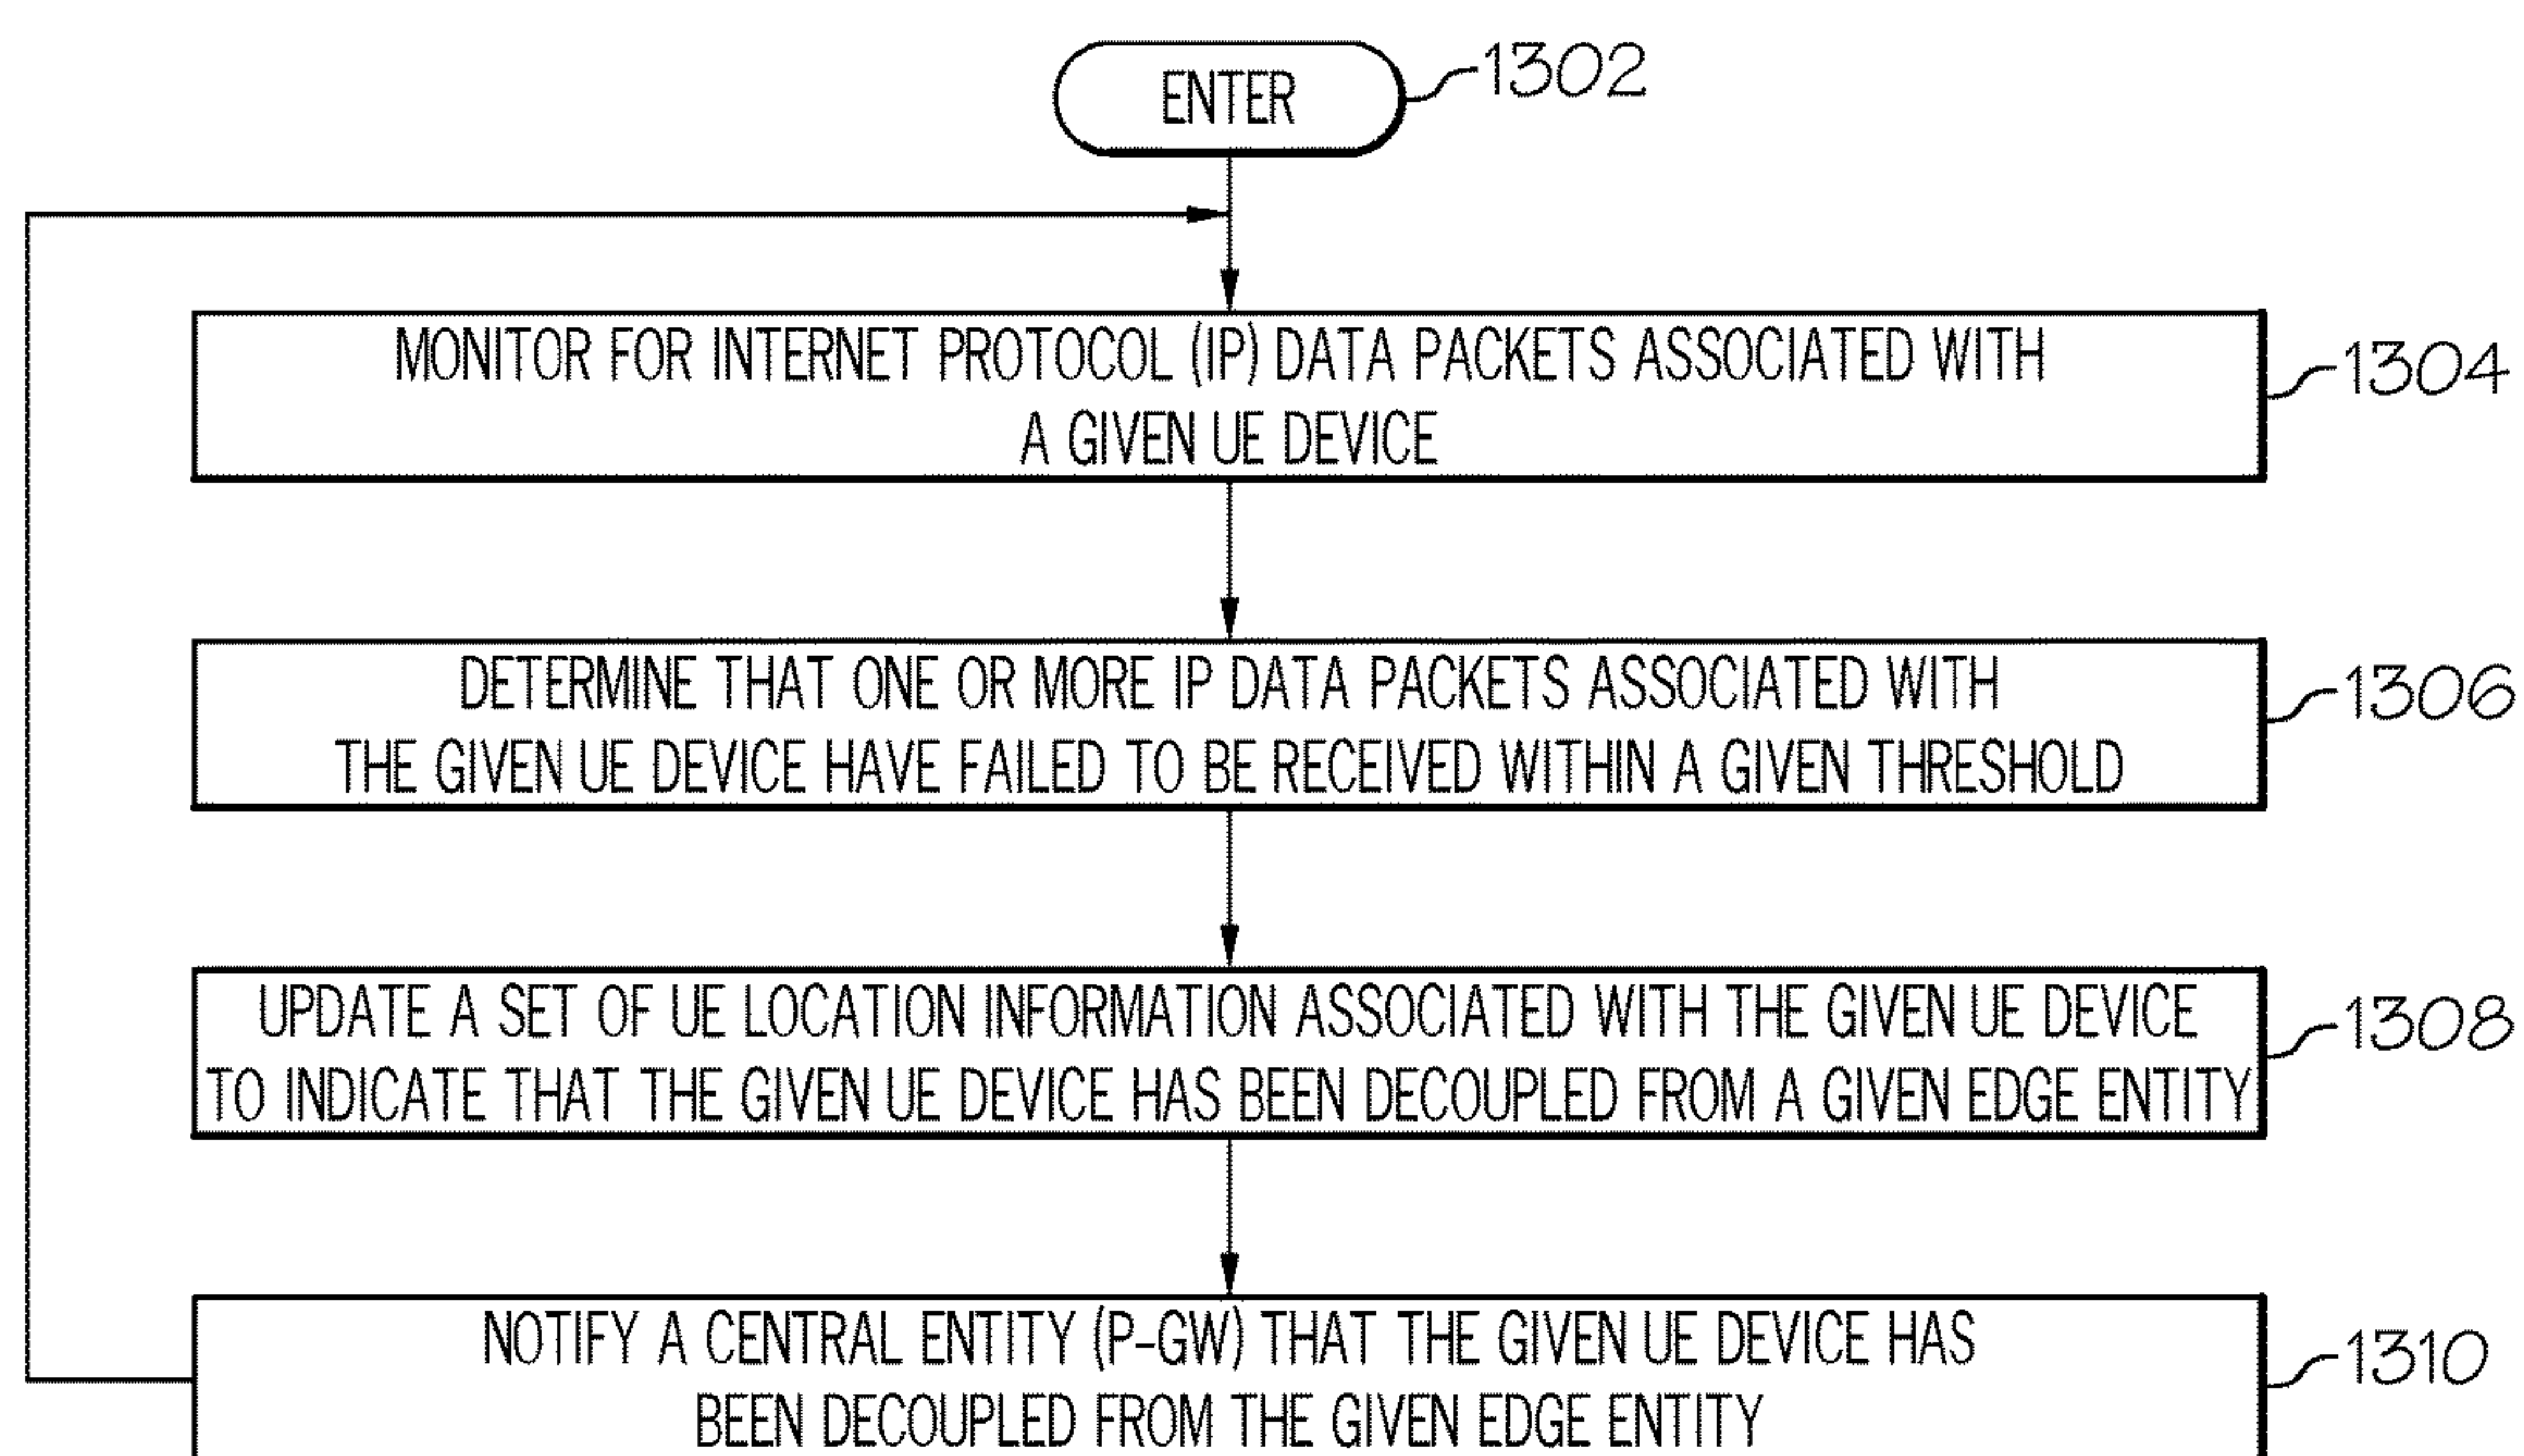 ENTER
1302
MONITOR FOR INTERNET PROTOCOL (IP) DATA PACKETS ASSOCIATED WITH
A GIVEN UE DEVICE
1304
DETERMINE THAT ONE OR MORE IP DATA PACKETS ASSOCIATED WITH
THE GIVEN UE DEVICE HAVE FAILED TO BE RECEIVED WITHIN A GIVEN THRESHOLD
1306
UPDATE A SET OF UE LOCATION INFORMATION ASSOCIATED WITH THE GIVEN UE DEVICE
TO INDICATE THAT THE GIVEN UE DEVICE HAS BEEN DECOUPLED FROM A GIVEN EDGE ENTITY
1308
NOTIFY A CENTRAL ENTITY (P-GW) THAT THE GIVEN UE DEVICE HAS
BEEN DECOUPLED FROM THE GIVEN EDGE ENTITY
1310